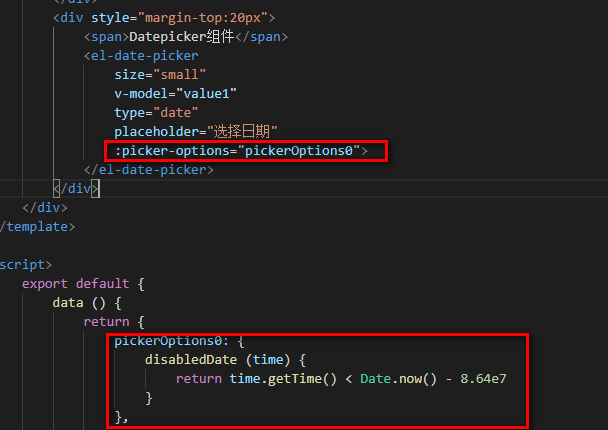 </div>
<div style="margin-top:20px">
<span>Datepicker组件</span>
<el-date-picker
size="small"
v-model="value1"
type="date"
placeholder="选择日期"
:picker-options="pickerOptions0">
</el-date-picker>
</div>
</div>
/template>
script>
export default {
data () {
return {
pickerOptions0: {
disabledDate (time) {
return time.getTime() < Date.now() - 8.64e7
}
},